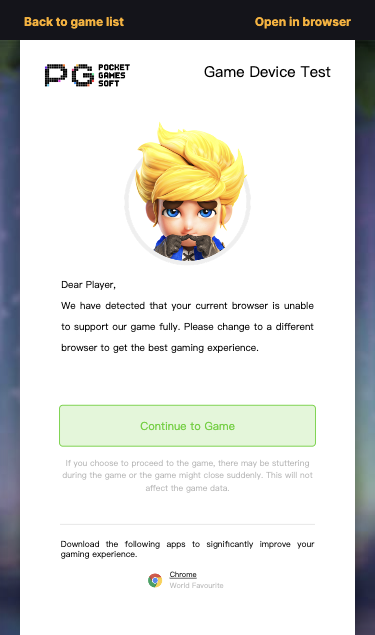 Back to game list
Open in browser
PG POCKET GAMES SOFT
Game Device Test
Dear Player,
We have detected that your current browser is unable
to support our game fully. Please change to a different
browser to get the best gaming experience.
Continue to Game
If you choose to proceed to the game, there may be stuttering
during the game or the game might close suddenly. This will not
affect the game data.
Download the following apps to significantly improve your
gaming experience.
Chrome
World Favourite